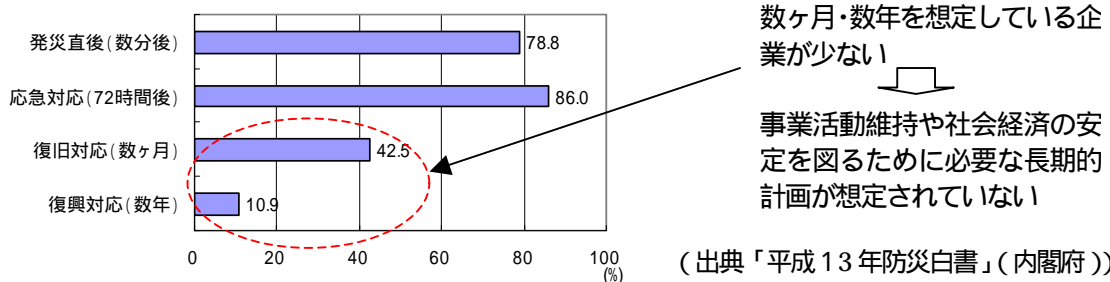 発災直後(数分後)
78.8
応急対応(72時間後)
86.0
復旧対応(数ヶ月)
42.5
復興対応(数年)
10.9
0 20 40 60 80 100
(%)
数ヶ月・数年を想定している企
業が少ない
事業活動維持や社会経済の安
定を図るために必要な長期的
計画が想定されていない
(出典「平成13年防災白書」(内閣府))